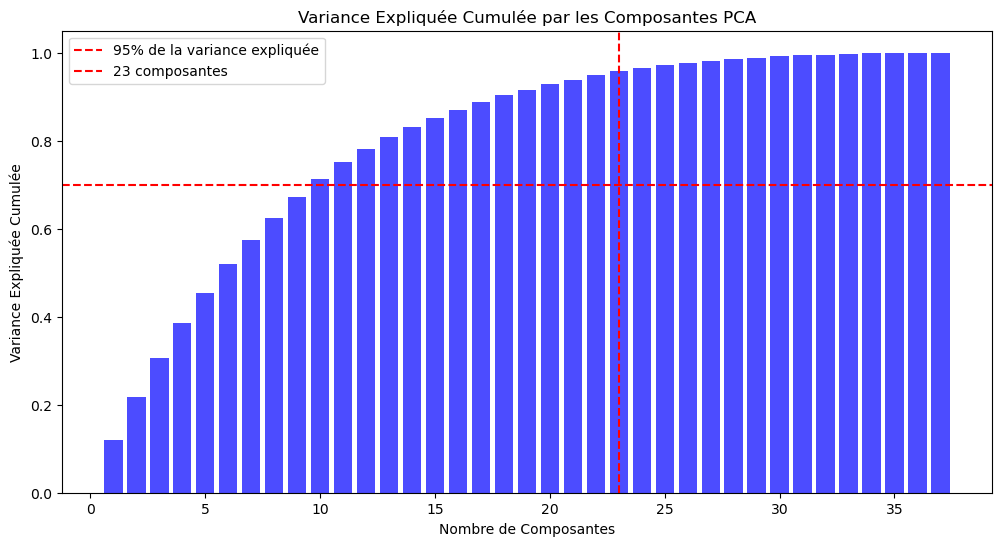 Variance Expliquée Cumulée par les Composantes PCA
95% de la variance expliquée
23 composantes
Variance Expliquée Cumulée
1.0
0.8
0.6
0.4
0.2
0.0
0 5 10 15 20 25 30 35
Nombre de Composantes